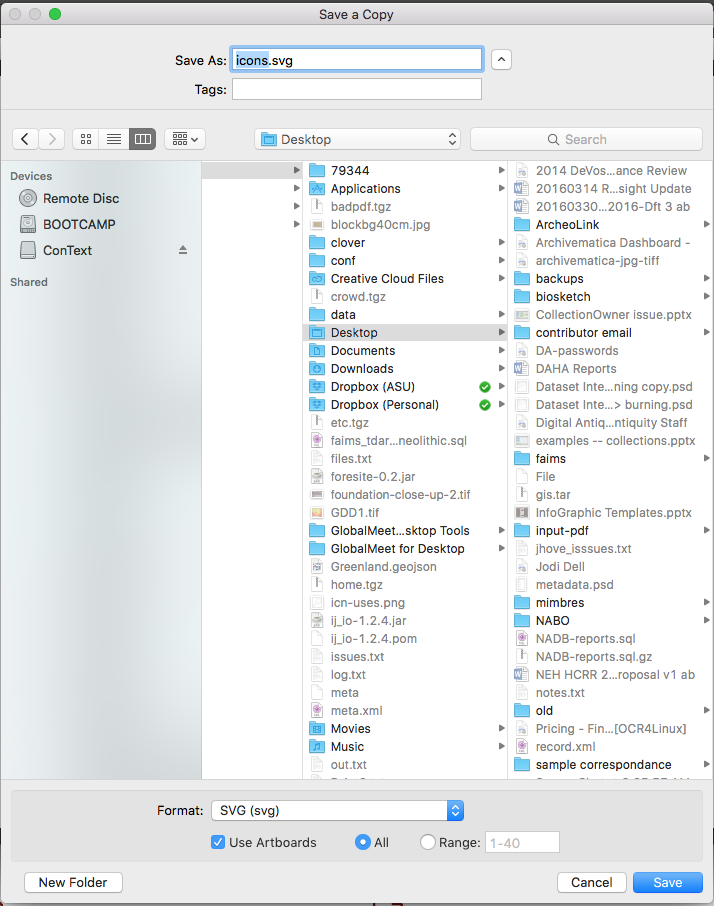 Save a Copy
Save As: icons.svg
Tags:
Desktop
Search
Devices
Remote Disc
BOOTCAMP
ConText
Shared
79344
Applications
badpdf.tgz
blockbg40cm.jpg
clover
conf
Creative Cloud Files
crowd.tgz
data
Desktop
Documents
Downloads
Dropbox (ASU)
Dropbox (Personal)
etc.tgz
faims_tdar...neolithic.sql
files.txt
foresite-0.2.jar
foundation-close-up-2.tif
GDD1.tif
GlobalMeet...sktop Tools
GlobalMeet for Desktop
Greenland.geojson
home.tgz
icn-uses.png
ij_io-1.2.4.jar
ij_io-1.2.4.pom
issues.txt
log.txt
meta
meta.xml
Movies
Music
out.txt
2014 DeVos...ance Review
20160314 R...sight Update
20160330...2016-Dft 3 ab
ArcheoLink
Archivematica Dashboard -
archivematica-jpg-tiff
backups
biosketch
CollectionOwner issue.pptx
contributor email
DA-passwords
DAHA Reports
Dataset Inte...ning copy.psd
Dataset Inte...> burning.psd
Digital Antiq...ntiquity Staff
examples -- collections.pptx
faims
File
gis.tar
InfoGraphic Templates.pptx
input-pdf
jhove_isssues.txt
Jodi Dell
metadata.psd
mimbres
NABO
NADB-reports.sql
NADB-reports.sql.gz
NEH HCRR 2...roposal v1 ab
notes.txt
old
Pricing - Fin...[OCR4Linux]
record.xml
sample correspondance
Format: SVG (svg)
Use Artboards All Range: 1-40
New Folder Cancel Save